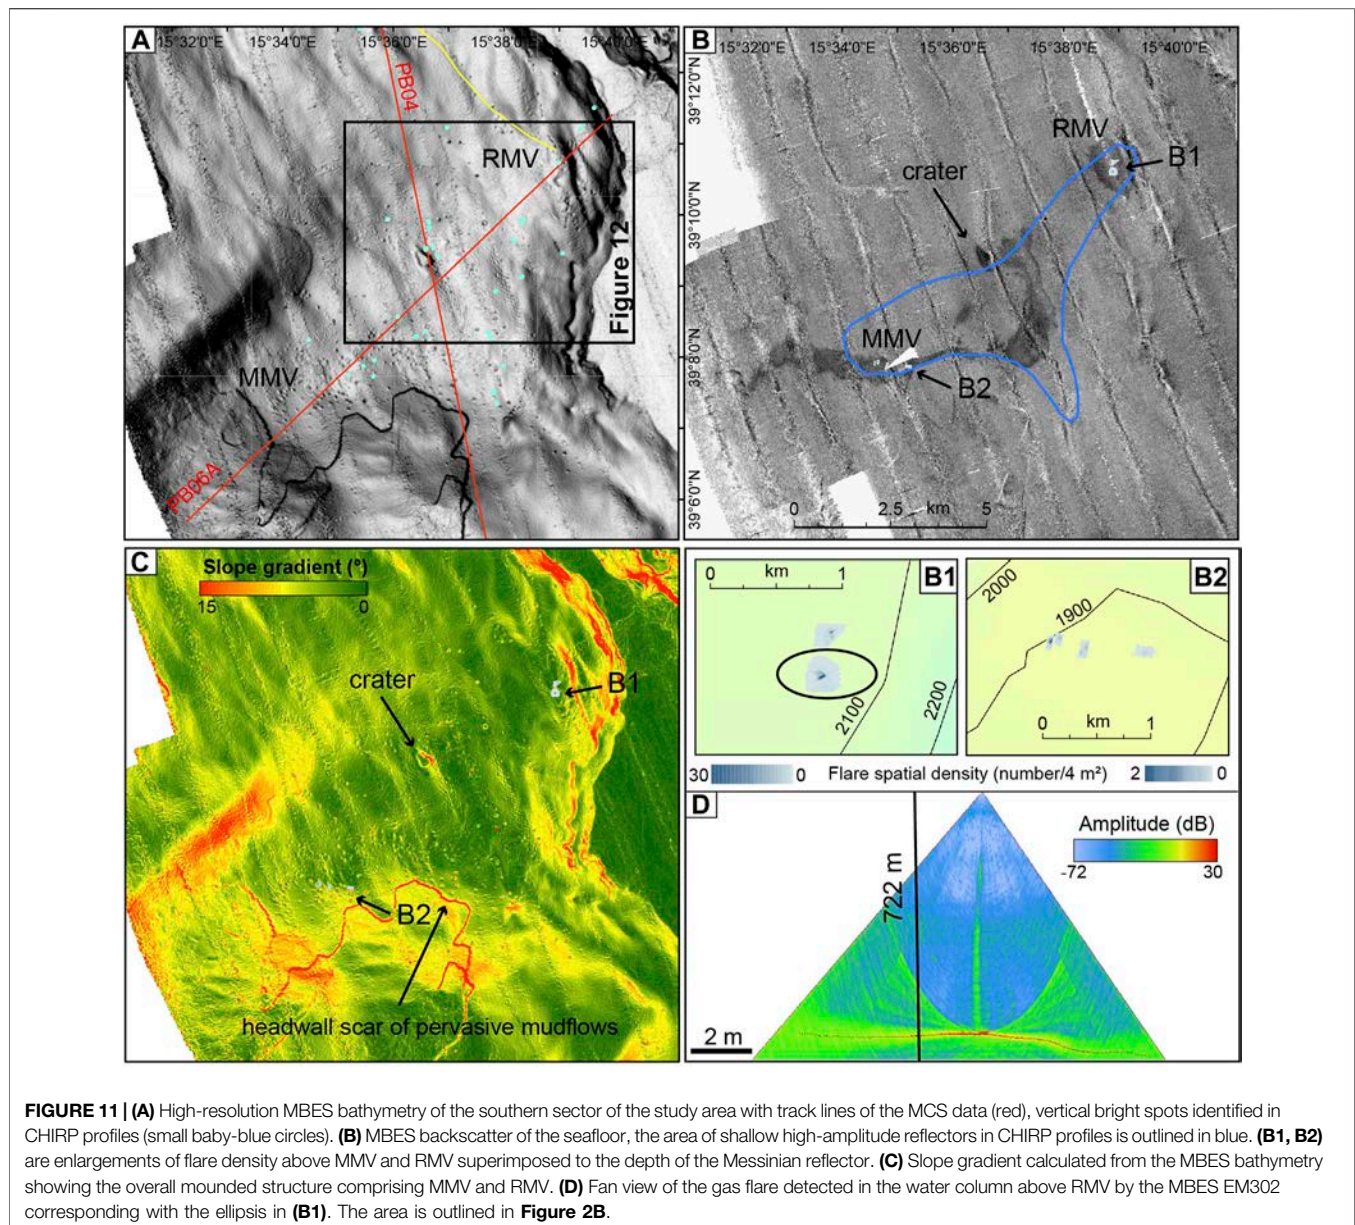 A
15°32'0"E 15°34'0"E 15°36'0"E 15°38'0"E 15°40'0"E
PB04
RMV
Figure 12
MMV
PB06A
B
15°32'0"E 15°34'0"E 15°36'0"E 15°38'0"E 15°40'0"E
39°12'0"N
39°10'0"N
39°8'0"N
39°6'0"N
RMV
B1
crater
MMV
B2
km
0 2.5 5
C
Slope gradient (°)
15 0
crater
B1
B2
headwall scar of pervasive mudflows
B1
km
0 1
2100
2200
B2
2000
1900
km
0 1
30 0 Flare spatial density (number/4 m²) 2 0
D
722 m
Amplitude (dB)
-72 30
2 m
FIGURE 11 | (A) High-resolution MBES bathymetry of the southern sector of the study area with track lines of the MCS data (red), vertical bright spots identified in
CHIRP profiles (small baby-blue circles). (B) MBES backscatter of the seafloor, the area of shallow high-amplitude reflectors in CHIRP profiles is outlined in blue. (B1, B2)
are enlargements of flare density above MMV and RMV superimposed to the depth of the Messinian reflector. (C) Slope gradient calculated from the MBES bathymetry
showing the overall mounded structure comprising MMV and RMV. (D) Fan view of the gas flare detected in the water column above RMV by the MBES EM302
corresponding with the ellipsis in (B1). The area is outlined in Figure 2B.